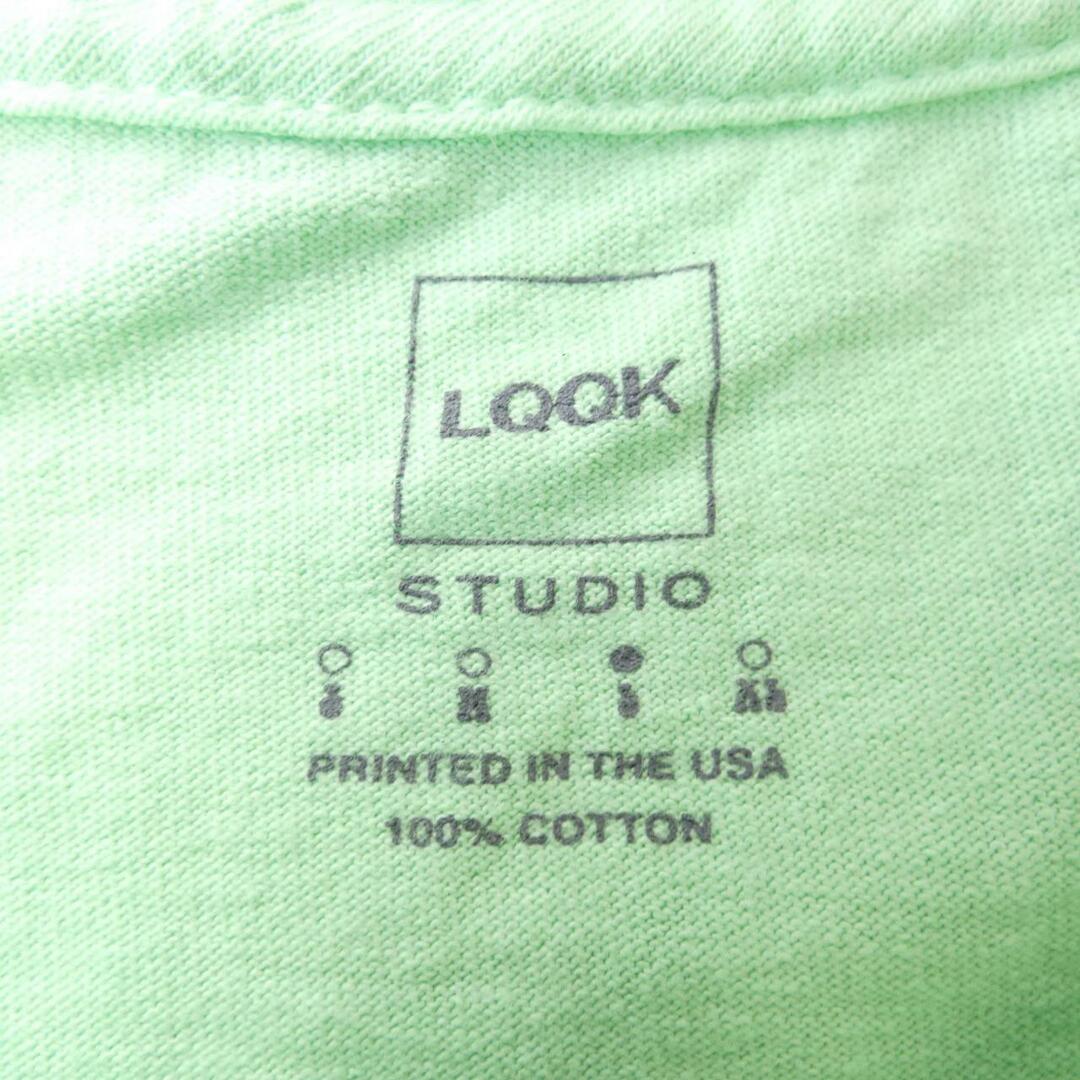 LQQK
STUDIO
S M L XL
PRINTED IN THE USA
100% COTTON